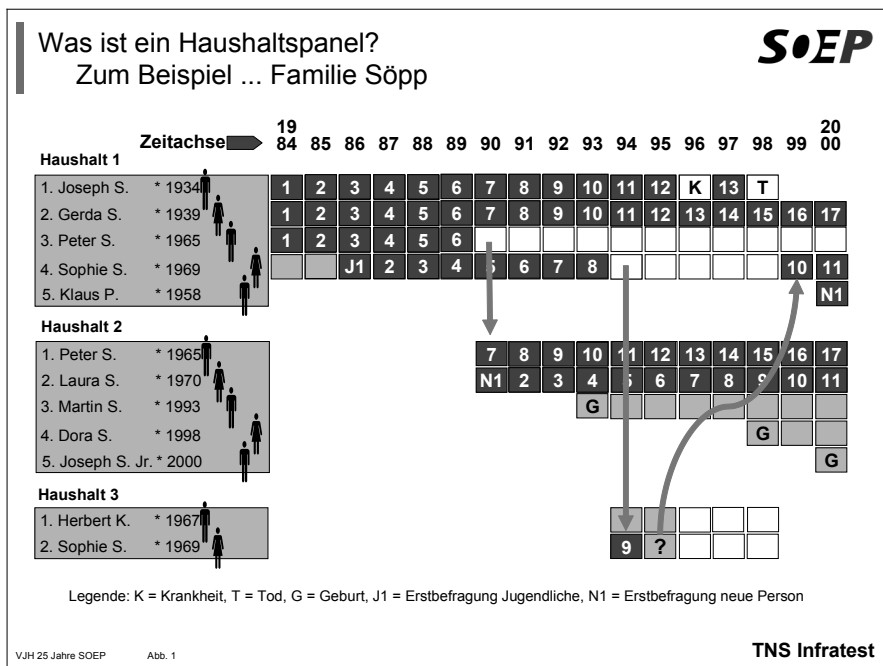 Was ist ein Haushaltspanel?
Zum Beispiel ... Familie Söpp
SOEP
Zeitachse 19 84 85 86 87 88 89 90 91 92 93 94 95 96 97 98 99 20 00
Haushalt 1
1. Joseph S. * 1934 1 2 3 4 5 6 7 8 9 10 11 12 K 13 T
2. Gerda S. * 1939 1 2 3 4 5 6 7 8 9 10 11 12 13 14 15 16 17
3. Peter S. * 1965 1 2 3 4 5 6
4. Sophie S. * 1969 J1 2 3 4 5 6 7 8 10 11
5. Klaus P. * 1958 N1
Haushalt 2
1. Peter S. * 1965 7 8 9 10 11 12 13 14 15 16 17
2. Laura S. * 1970 N1 2 3 4 5 6 7 8 9 10 11
3. Martin S. * 1993 G
4. Dora S. * 1998 G
5. Joseph S. Jr. * 2000 G
Haushalt 3
1. Herbert K. * 1967
2. Sophie S. * 1969 9 ?
Legende: K = Krankheit, T = Tod, G = Geburt, J1 = Erstbefragung Jugendliche, N1 = Erstbefragung neue Person
VJH 25 Jahre SOEP Abb. 1
TNS Infratest